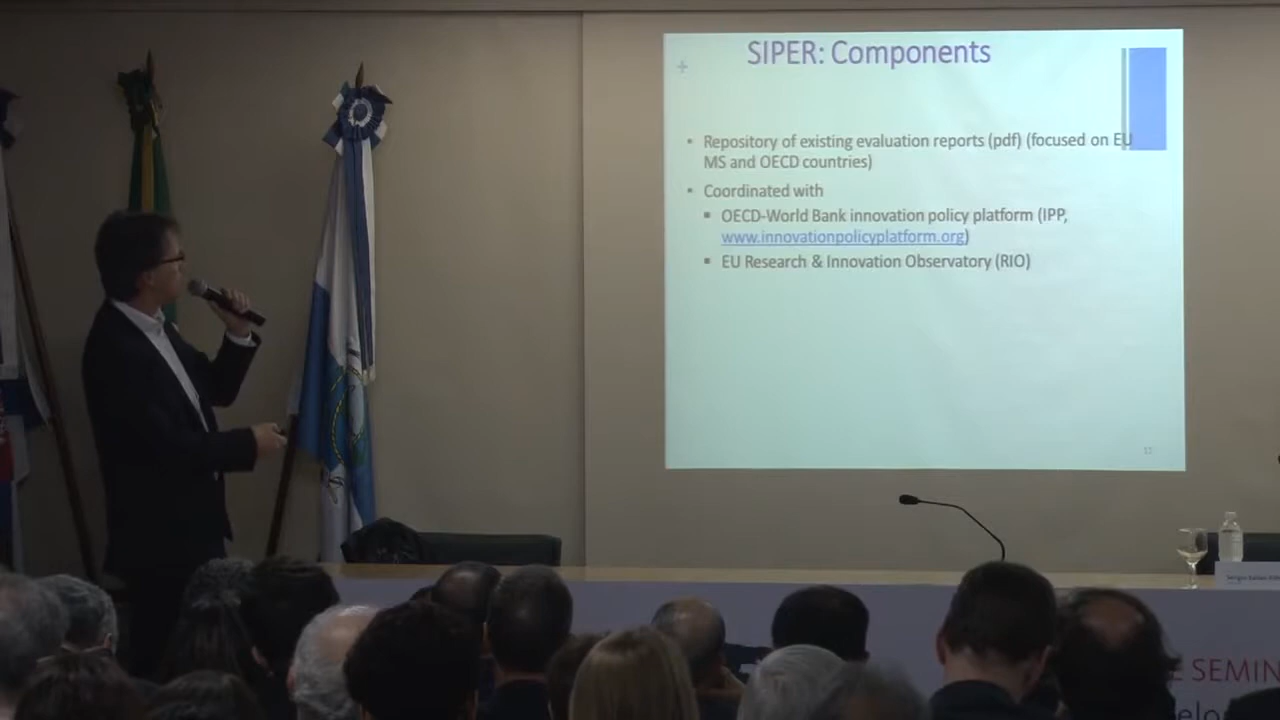 SIPER: Components
+
▪ Repository of existing evaluation reports (pdf) (focused on EU
MS and OECD countries)
▪ Coordinated with
▪ OECD-World Bank innovation policy platform (IPP,
www.innovationpolicyplatform.org)
▪ EU Research & Innovation Observatory (RIO)
E SEMIN